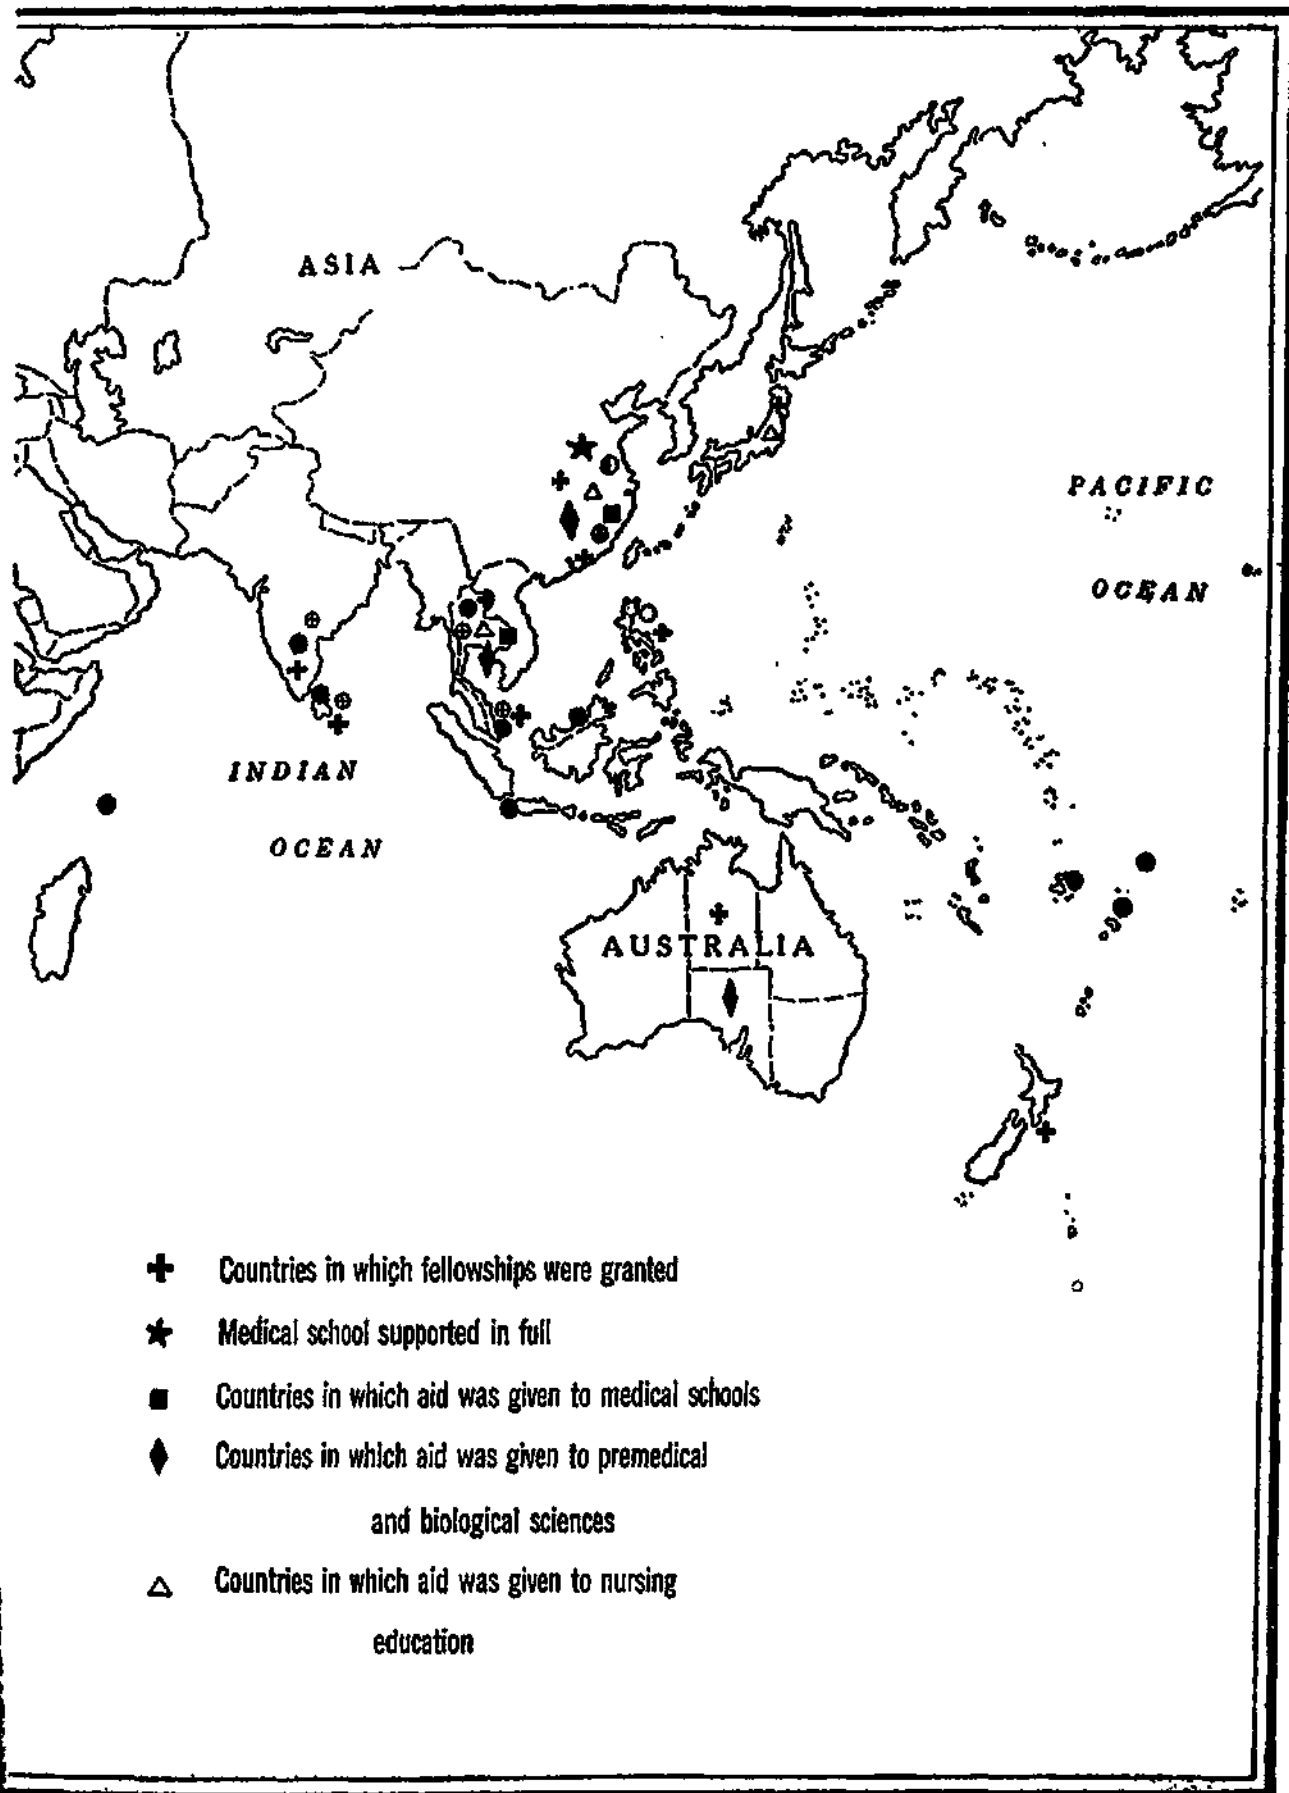 ASIA
PACIFIC
OCEAN
INDIAN
OCEAN
AUSTRALIA
Countries in which fellowships were granted
Medical school supported in full
Countries in which aid was given to medical schools
Countries in which aid was given to premedical
and biological sciences
Countries in which aid was given to nursing
education